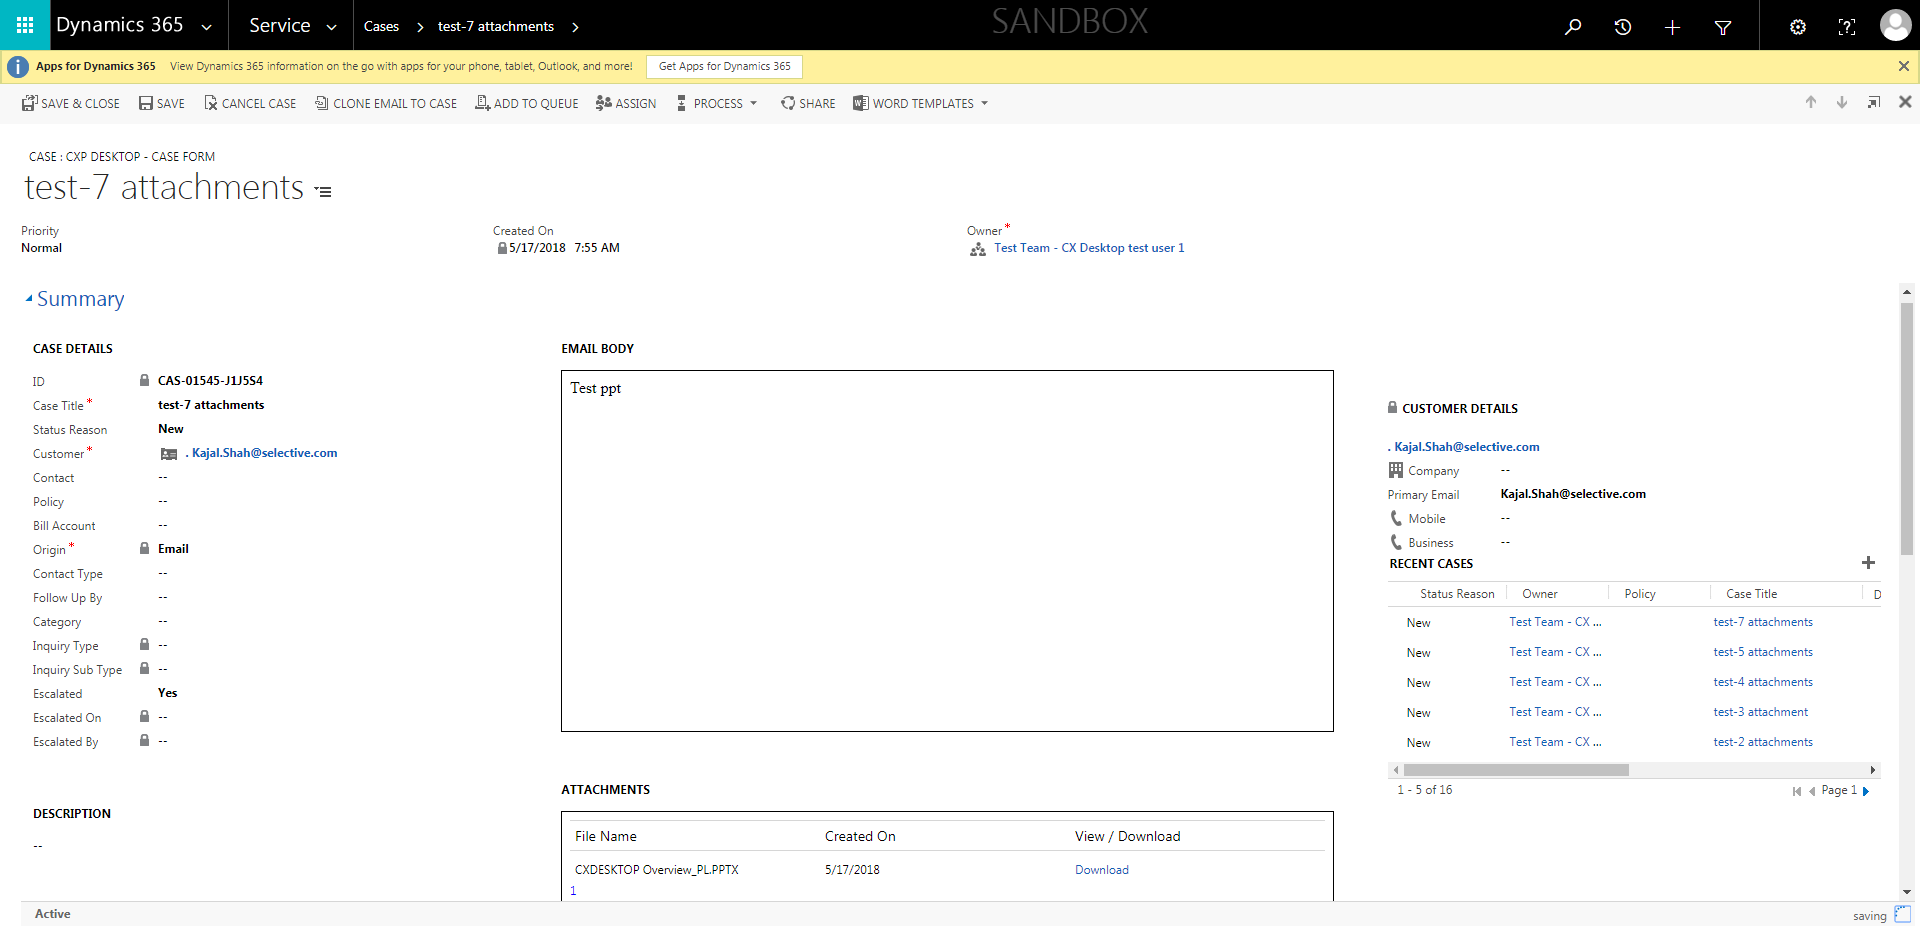 Dynamics 365 Service Cases test-7 attachments SANDBOX
Apps for Dynamics 365 View Dynamics 365 information on the go with apps for your phone, tablet, Outlook, and more! Get Apps for Dynamics 365
SAVE & CLOSE SAVE CANCEL CASE CLONE EMAIL TO CASE ADD TO QUEUE ASSIGN PROCESS SHARE WORD TEMPLATES
CASE : CXP DESKTOP - CASE FORM
test-7 attachments
Priority
Normal
Created On
5/17/2018 7:55 AM
Owner*
Test Team - CX Desktop test user 1
Summary
CASE DETAILS
ID CAS-01545-J1J5S4
Case Title* test-7 attachments
Status Reason New
Customer* . Kajal.Shah@selective.com
Contact --
Policy --
Bill Account --
Origin* Email
Contact Type --
Follow Up By --
Category --
Inquiry Type --
Inquiry Sub Type --
Escalated Yes
Escalated On --
Escalated By --
DESCRIPTION
--
EMAIL BODY
Test ppt
ATTACHMENTS
File Name Created On View / Download
CXDESKTOP Overview_PL.PPTX 5/17/2018 Download
1
CUSTOMER DETAILS
. Kajal.Shah@selective.com
Company --
Primary Email Kajal.Shah@selective.com
Mobile --
Business --
RECENT CASES
Status Reason Owner Policy Case Title D
New Test Team - CX ... test-7 attachments
New Test Team - CX ... test-5 attachments
New Test Team - CX ... test-4 attachments
New Test Team - CX ... test-3 attachment
New Test Team - CX ... test-2 attachments
1 - 5 of 16 Page 1
Active saving